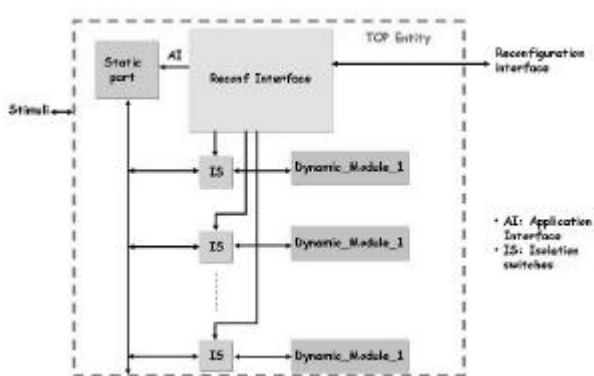 TOP Entity
AI
Static
part
Reconf Interface
Reconfiguration
interface
Stimuli
IS
Dynamic_Module_1
IS
Dynamic_Module_1
• AI: Application
Interface
• IS: Isolation
switches
IS
Dynamic_Module_1